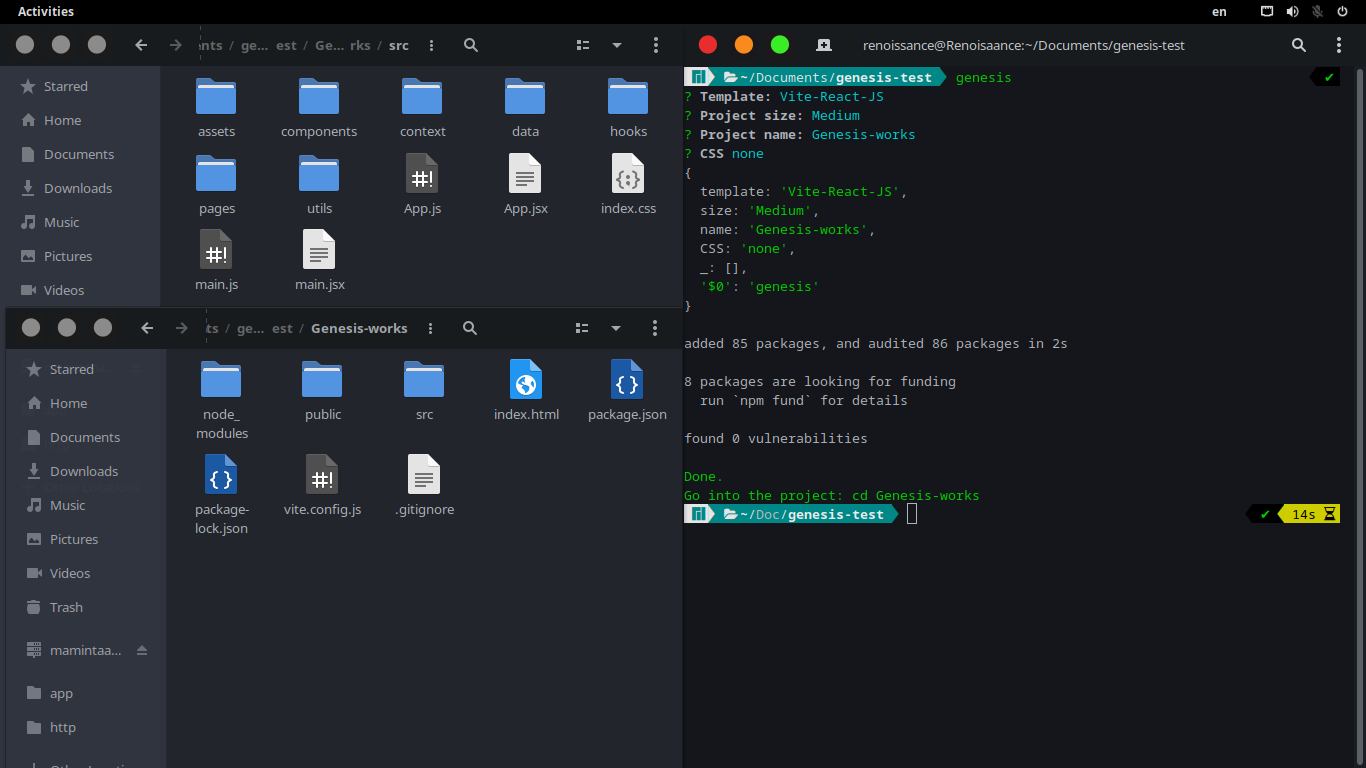 Activities
en
nts / ge... est / Ge... rks / src
Starred
Home
Documents
Downloads
Music
Pictures
Videos
assets
components
context
data
hooks
pages
utils
App.js
App.jsx
index.css
main.js
main.jsx
ts / ge... est / Genesis-works
Starred
Home
Documents
Downloads
Music
Pictures
Videos
Trash
mamintaa...
app
http
node_
modules
public
src
index.html
package.json
package-
lock.json
vite.config.js
.gitignore
renoissance@Renoisaance:~/Documents/genesis-test
~/Documents/genesis-test genesis ✔
? Template: Vite-React-JS
? Project size: Medium
? Project name: Genesis-works
? CSS none
{
template: 'Vite-React-JS',
size: 'Medium',
name: 'Genesis-works',
CSS: 'none',
_: [],
'$0': 'genesis'
}
added 85 packages, and audited 86 packages in 2s
8 packages are looking for funding
run `npm fund` for details
found 0 vulnerabilities
Done.
Go into the project: cd Genesis-works
~/Doc/genesis-test ✔ 14s